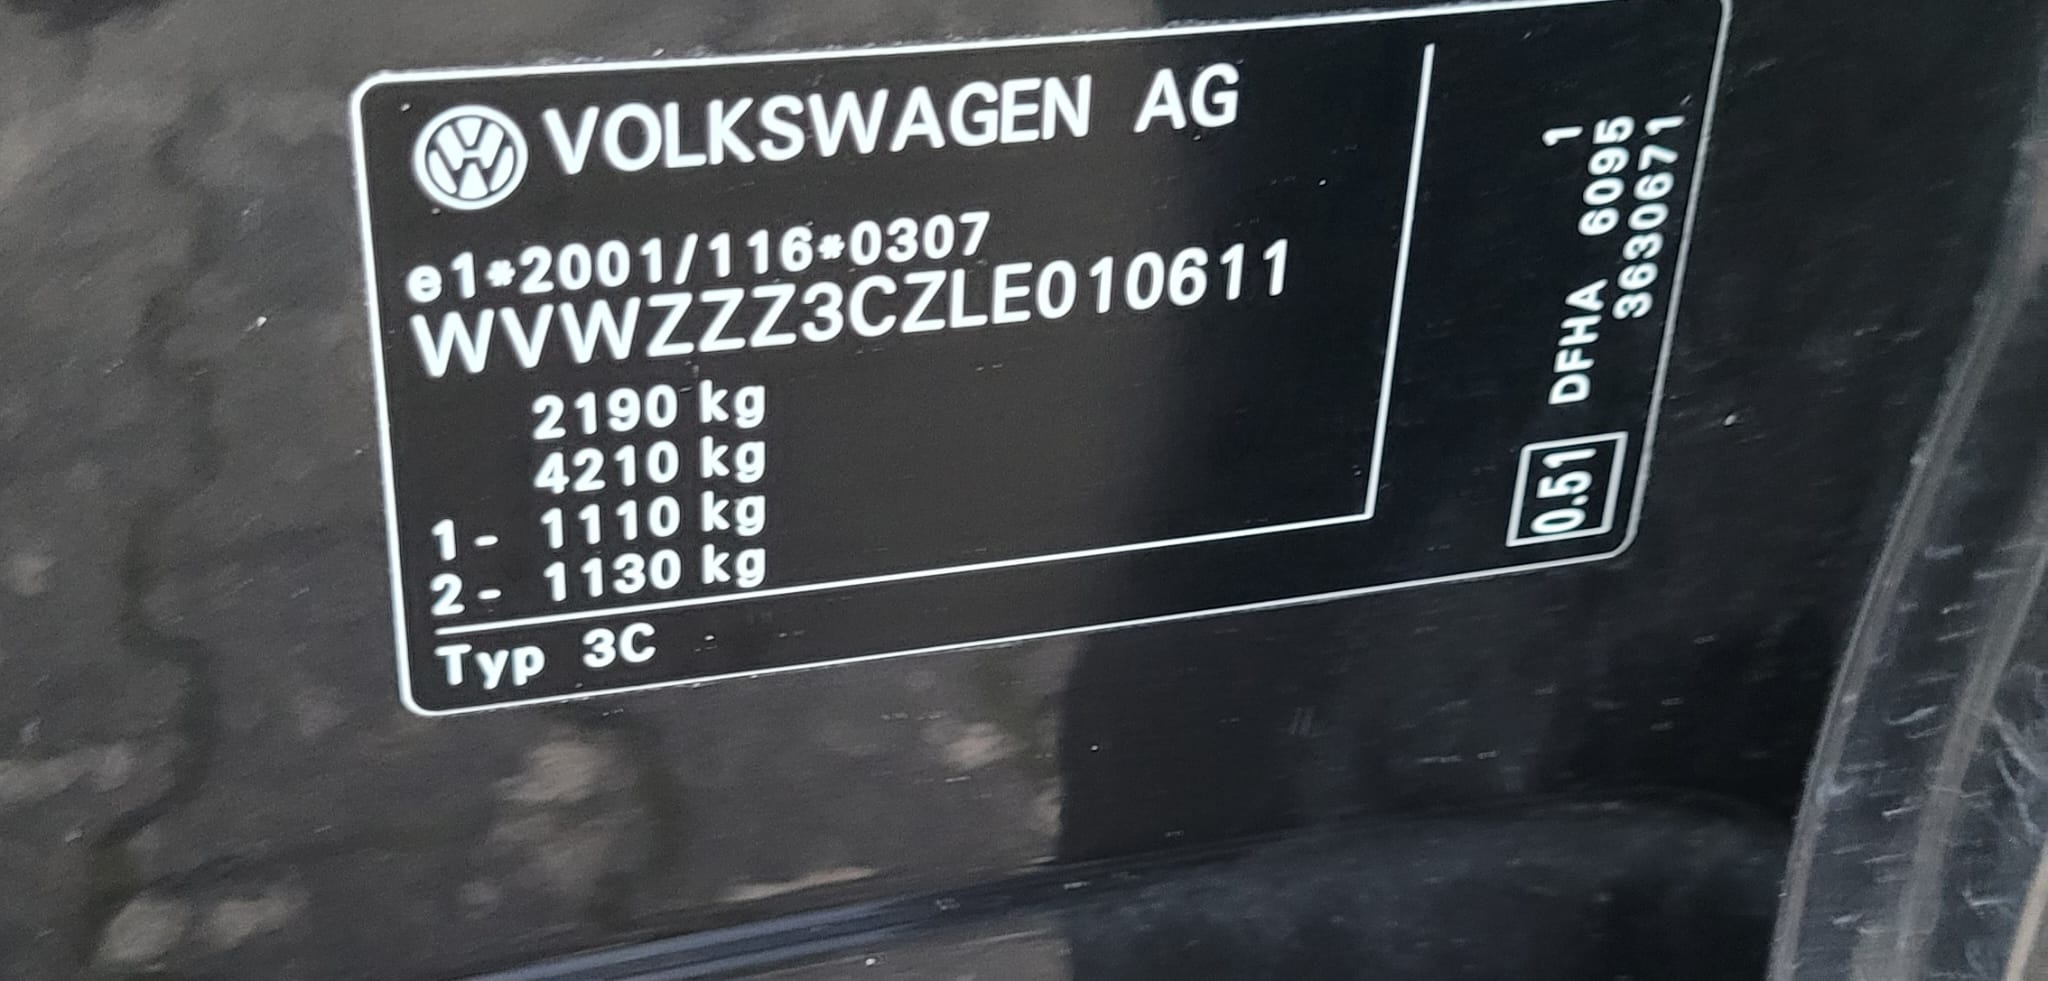 VOLKSWAGEN AG
e1*2001/116*0307
WVWZZZ3CZLE010611
2190 kg
4210 kg
1- 1110 kg
2- 1130 kg
Typ 3C
0.51
1
DFHA 6095
3630671